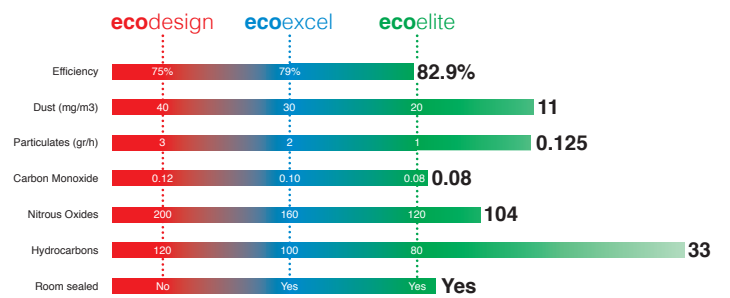 ecodesign ecoexcel ecoelite
Efficiency 75% 79% 82.9%
Dust (mg/m3) 40 30 20 11
Particulates (gr/h) 3 2 1 0.125
Carbon Monoxide 0.12 0.10 0.08 0.08
Nitrous Oxides 200 160 120 104
Hydrocarbons 120 100 80 33
Room sealed No Yes Yes Yes